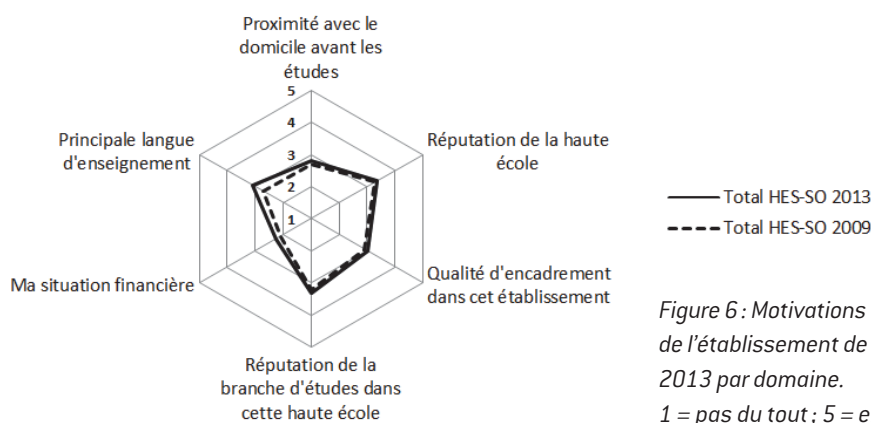 Proximité avec le
domicile avant les
études
5
4
3
2
1
Principale langue
d'enseignement
Réputation de la haute
école
Total HES-SO 2013
Total HES-SO 2009
Ma situation financière
Qualité d'encadrement
dans cet établissement
Réputation de la
branche d'études dans
cette haute école
Figure 6 : Motivations
de l'établissement de
2013 par domaine.
1 = pas du tout ; 5 = e